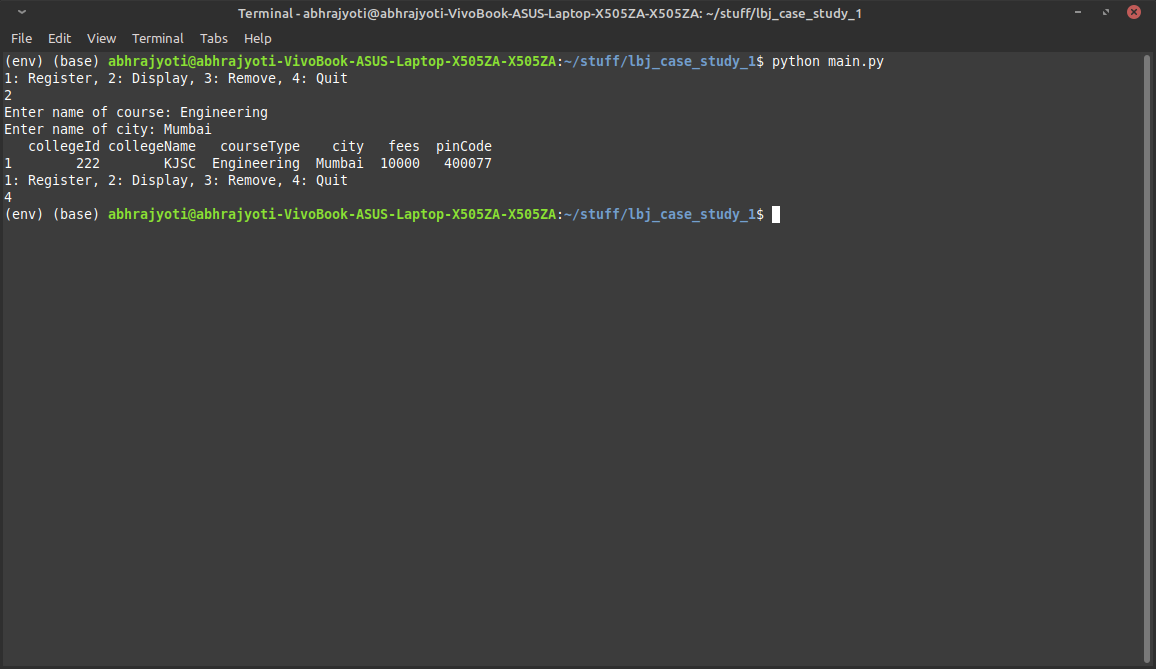 Terminal - abhrajyoti@abhrajyoti-VivoBook-ASUS-Laptop-X505ZA-X505ZA: ~/stuff/lbj_case_study_1
File Edit View Terminal Tabs Help
(env) (base) abhrajyoti@abhrajyoti-VivoBook-ASUS-Laptop-X505ZA-X505ZA:~/stuff/lbj_case_study_1$ python main.py
1: Register, 2: Display, 3: Remove, 4: Quit
2
Enter name of course: Engineering
Enter name of city: Mumbai
   collegeId collegeName   courseType    city   fees  pinCode
1        222        KJSC  Engineering  Mumbai  10000   400077
1: Register, 2: Display, 3: Remove, 4: Quit
4
(env) (base) abhrajyoti@abhrajyoti-VivoBook-ASUS-Laptop-X505ZA-X505ZA:~/stuff/lbj_case_study_1$